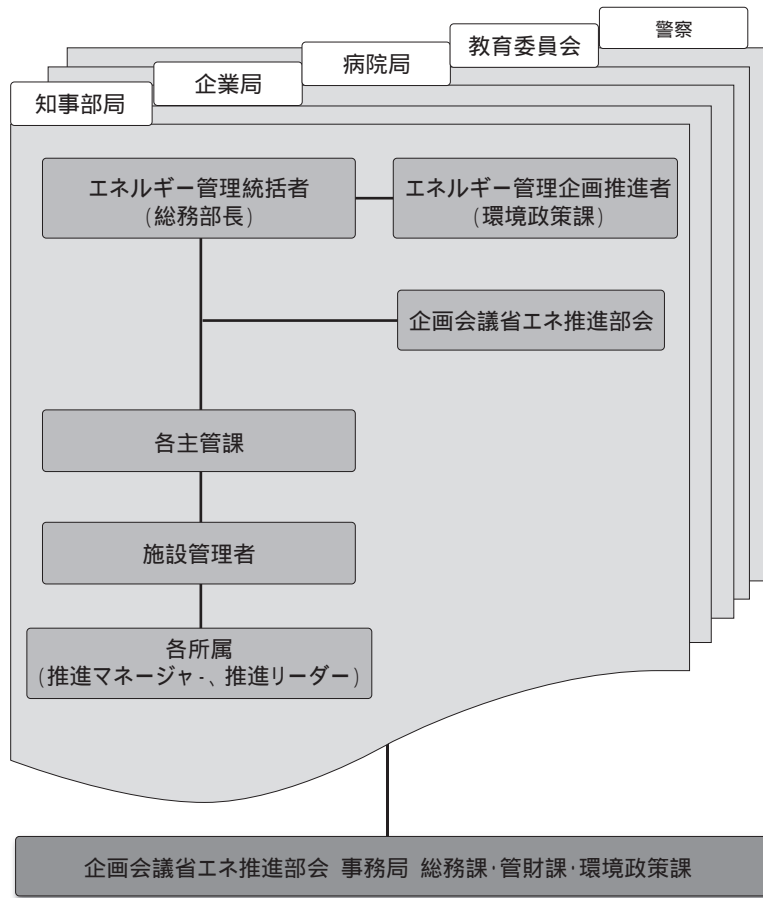 警察
教育委員会
病院局
企業局
知事部局
エネルギー管理統括者
(総務部長)
エネルギー管理企画推進者
(環境政策課)
企画会議省エネ推進部会
各主管課
施設管理者
各所属
(推進マネージャ-、推進リーダー)
企画会議省エネ推進部会 事務局 総務課･管財課･環境政策課